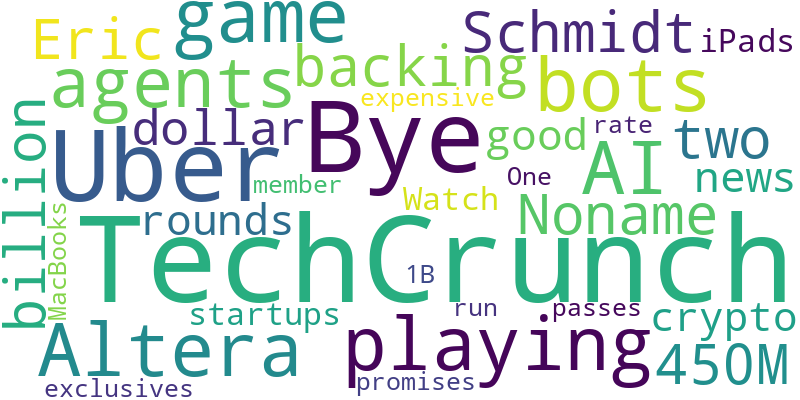 game
Eric
Schmidt
iPads
backing
agents
bots
expensive
Bye
dollar
good
rate
two
Uber
AI
news
member
One
Watch
Noname
rounds
billion
MacBooks
TechCrunch
1B
startups
run
passes
crypto
Altera
playing
450M
exclusives
promises